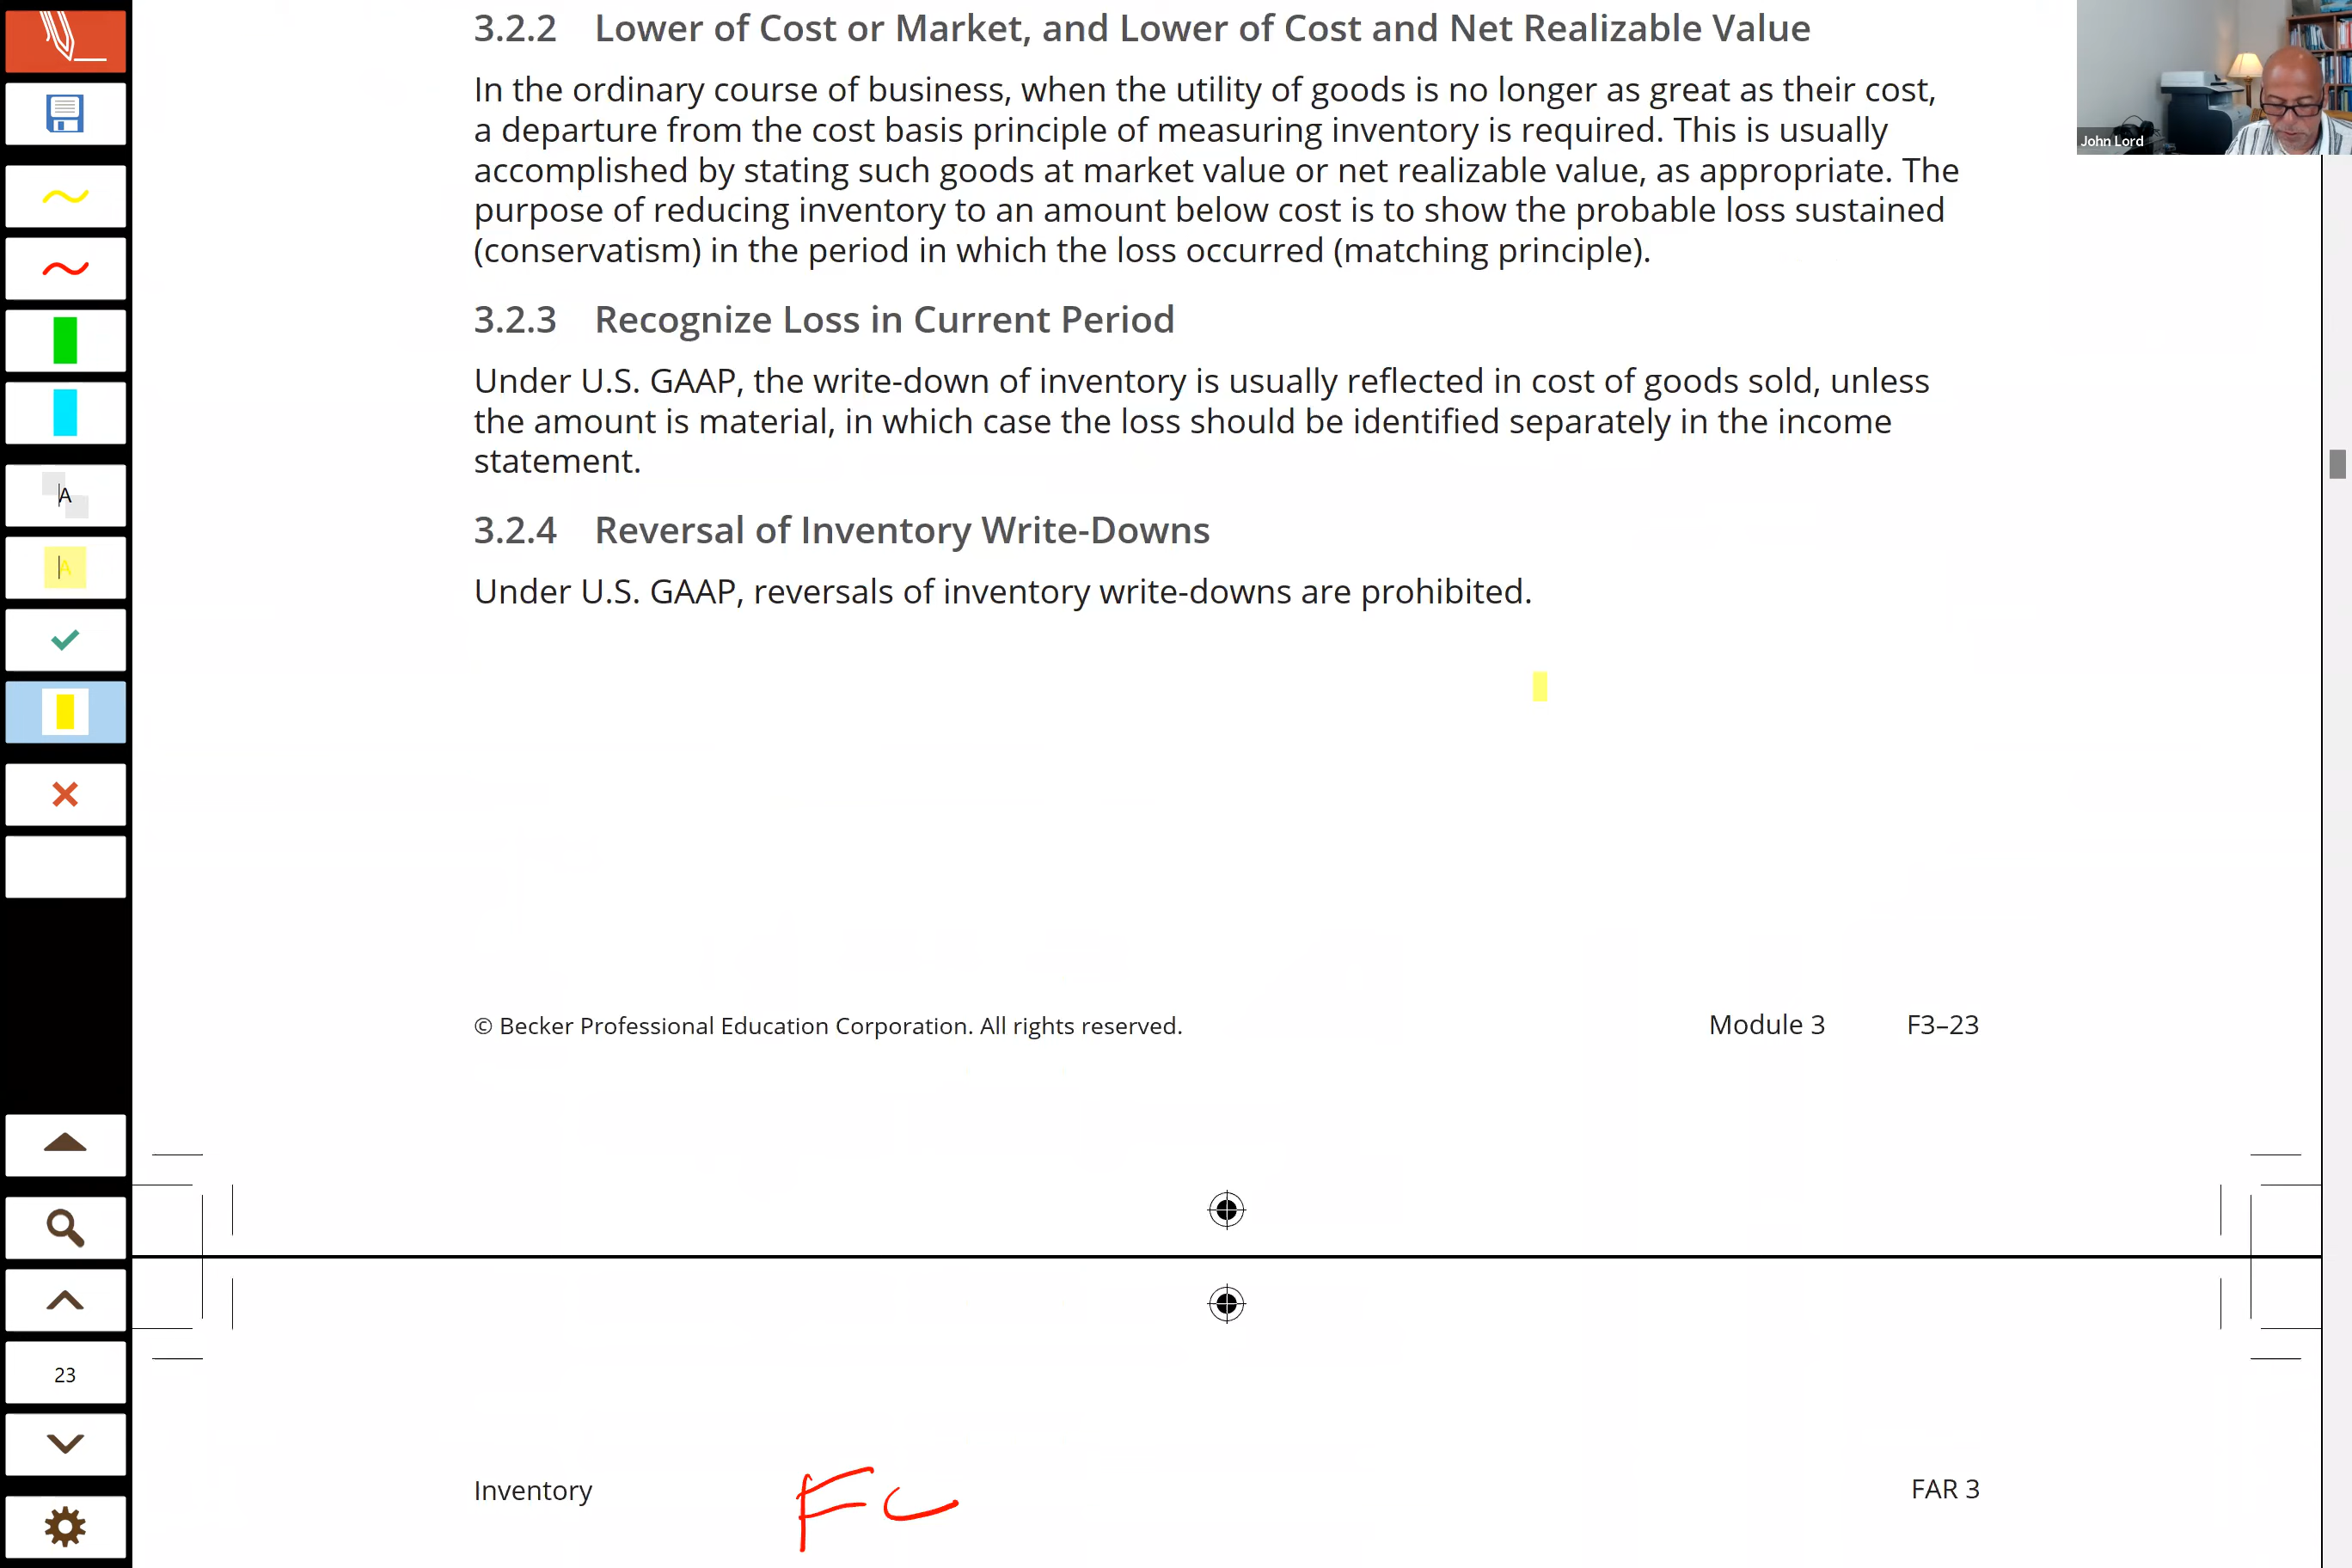 3.2.2 Lower of Cost or Market, and Lower of Cost and Net Realizable Value
In the ordinary course of business, when the utility of goods is no longer as great as their cost,
a departure from the cost basis principle of measuring inventory is required. This is usually
accomplished by stating such goods at market value or net realizable value, as appropriate. The
purpose of reducing inventory to an amount below cost is to show the probable loss sustained
(conservatism) in the period in which the loss occurred (matching principle).
John Lord
3.2.3 Recognize Loss in Current Period
Under U.S. GAAP, the write-down of inventory is usually reflected in cost of goods sold, unless
the amount is material, in which case the loss should be identified separately in the income
statement.
A
3.2.4 Reversal of Inventory Write-Downs
A
Under U.S. GAAP, reversals of inventory write-downs are prohibited.
© Becker Professional Education Corporation. All rights reserved. Module 3 F3–23
23
Inventory FAR 3